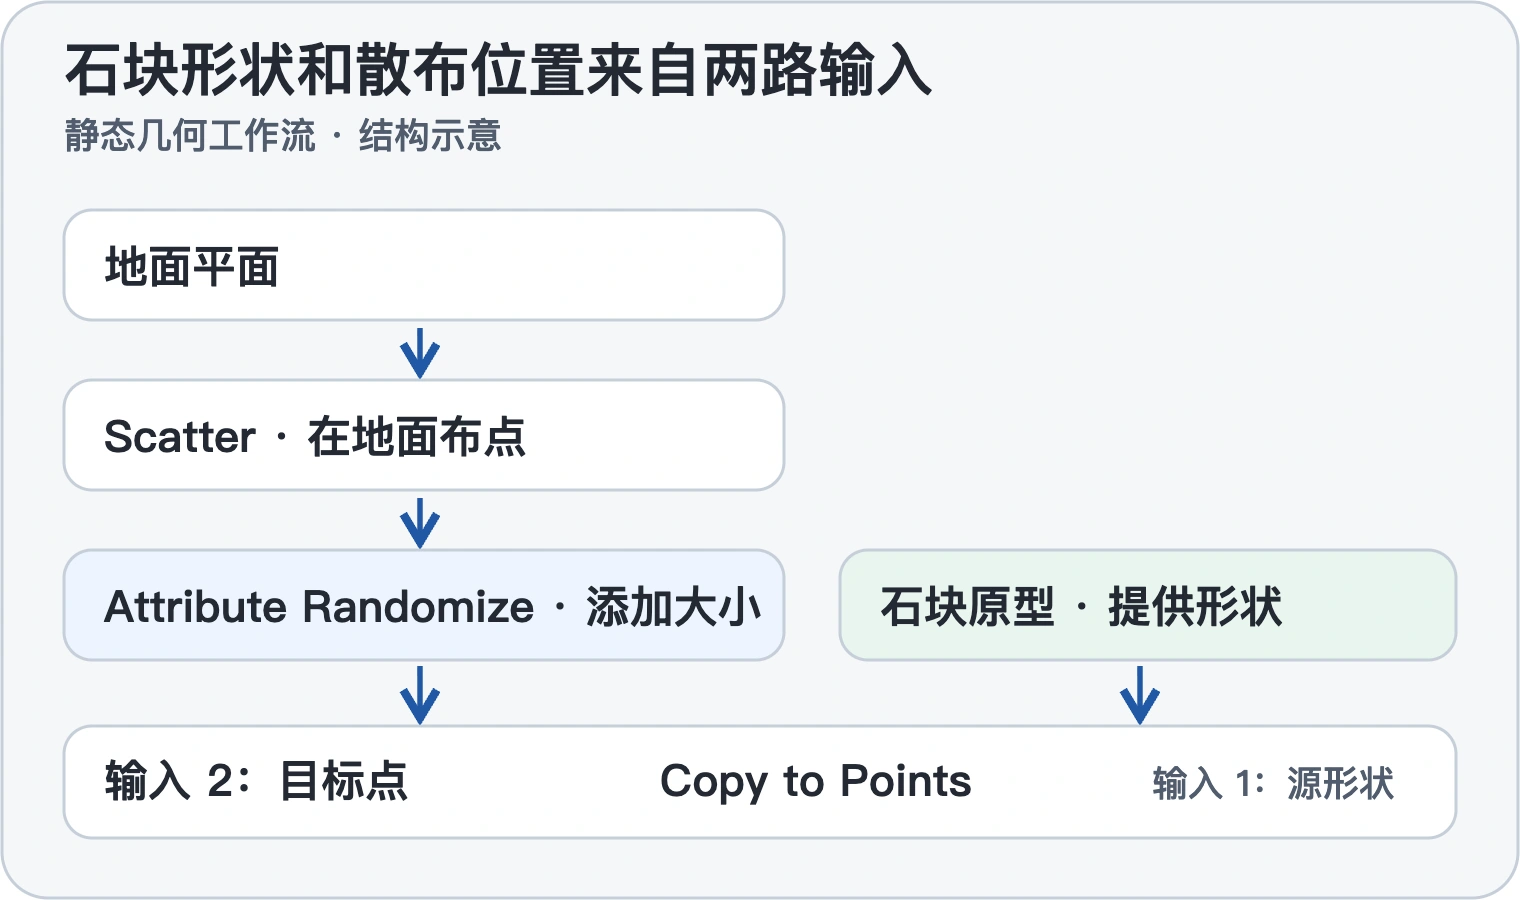 石块形状和散布位置来自两路输入
静态几何工作流 · 结构示意
地面平面
Scatter · 在地面布点
Attribute Randomize · 添加大小
石块原型 · 提供形状
输入 2：目标点
Copy to Points
输入 1：源形状